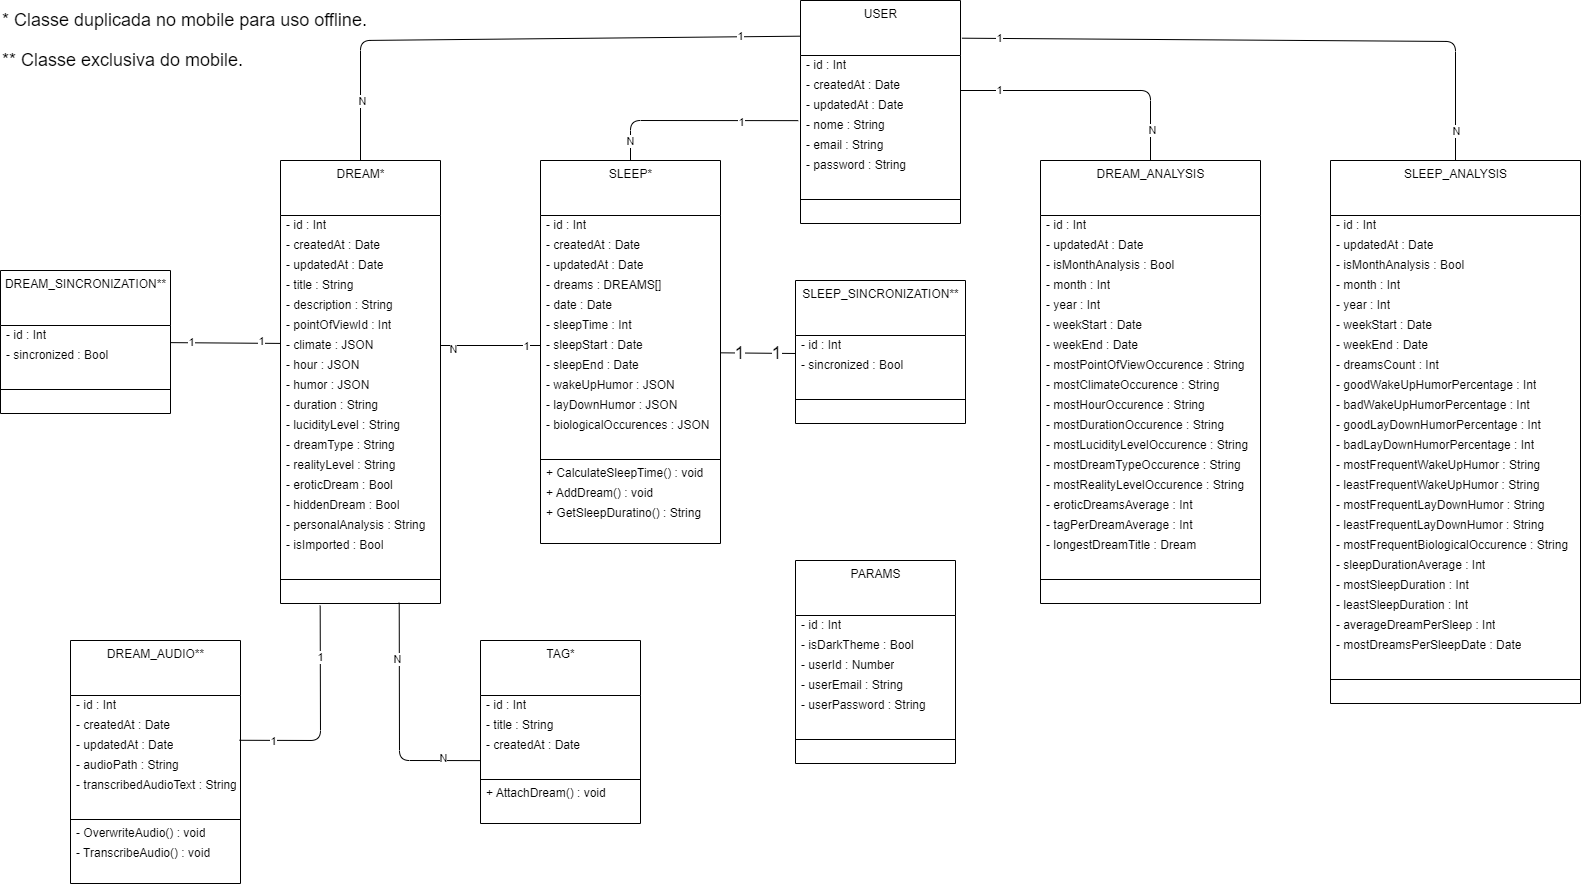 * Classe duplicada no mobile para uso offline.
** Classe exclusiva do mobile.
USER
- id : Int
- createdAt : Date
- updatedAt : Date
- nome : String
- email : String
- password : String
1
N
1
N
1
N
1
N
DREAM*
- id : Int
- createdAt : Date
- updatedAt : Date
- title : String
- description : String
- pointOfViewId : Int
- climate : JSON
- hour : JSON
- humor : JSON
- duration : String
- lucidityLevel : String
- dreamType : String
- realityLevel : String
- eroticDream : Bool
- hiddenDream : Bool
- personalAnalysis : String
- isImported : Bool
SLEEP*
- id : Int
- createdAt : Date
- updatedAt : Date
- dreams : DREAMS[]
- date : Date
- sleepTime : Int
- sleepStart : Date
- sleepEnd : Date
- wakeUpHumor : JSON
- layDownHumor : JSON
- biologicalOccurences : JSON
+ CalculateSleepTime() : void
+ AddDream() : void
+ GetSleepDuratino() : String
DREAM_ANALYSIS
- id : Int
- updatedAt : Date
- isMonthAnalysis : Bool
- month : Int
- year : Int
- weekStart : Date
- weekEnd : Date
- mostPointOfViewOccurence : String
- mostClimateOccurence : String
- mostHourOccurence : String
- mostDurationOccurence : String
- mostLucidityLevelOccurence : String
- mostDreamTypeOccurence : String
- mostRealityLevelOccurence : String
- eroticDreamsAverage : Int
- tagPerDreamAverage : Int
- longestDreamTitle : Dream
SLEEP_ANALYSIS
- id : Int
- updatedAt : Date
- isMonthAnalysis : Bool
- month : Int
- year : Int
- weekStart : Date
- weekEnd : Date
- dreamsCount : Int
- goodWakeUpHumorPercentage : Int
- badWakeUpHumorPercentage : Int
- goodLayDownHumorPercentage : Int
- badLayDownHumorPercentage : Int
- mostFrequentWakeUpHumor : String
- leastFrequentWakeUpHumor : String
- mostFrequentLayDownHumor : String
- leastFrequentLayDownHumor : String
- mostFrequentBiologicalOccurence : String
- sleepDurationAverage : Int
- mostSleepDuration : Int
- leastSleepDuration : Int
- averageDreamPerSleep : Int
- mostDreamsPerSleepDate : Date
DREAM_SINCRONIZATION**
- id : Int
- sincronized : Bool
1
1
N
1
1
1
SLEEP_SINCRONIZATION**
- id : Int
- sincronized : Bool
PARAMS
- id : Int
- isDarkTheme : Bool
- userId : Number
- userEmail : String
- userPassword : String
DREAM_AUDIO**
- id : Int
- createdAt : Date
- updatedAt : Date
- audioPath : String
- transcribedAudioText : String
- OverwriteAudio() : void
- TranscribeAudio() : void
1
1
N
N
TAG*
- id : Int
- title : String
- createdAt : Date
+ AttachDream() : void